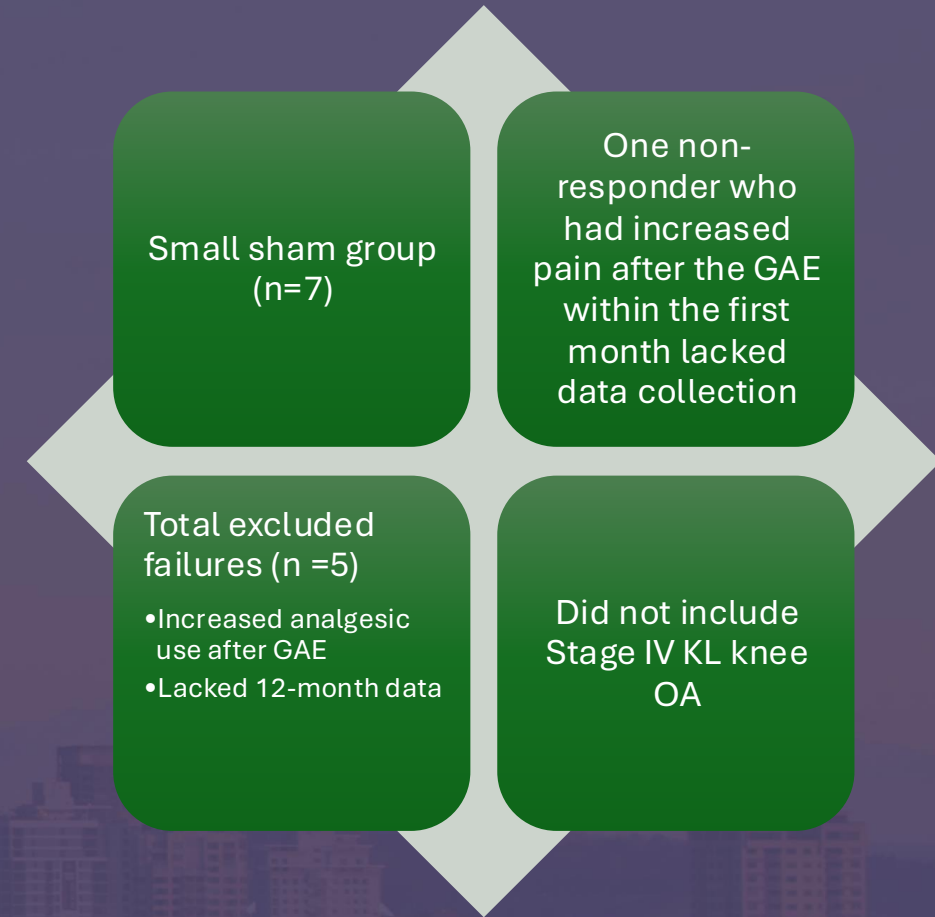 Small sham group
(n=7)
One non-
responder who
had increased
pain after the GAE
within the first
month lacked
data collection
Total excluded
failures (n =5)
•Increased analgesic
use after GAE
•Lacked 12-month data
Did not include
Stage IV KL knee
OA